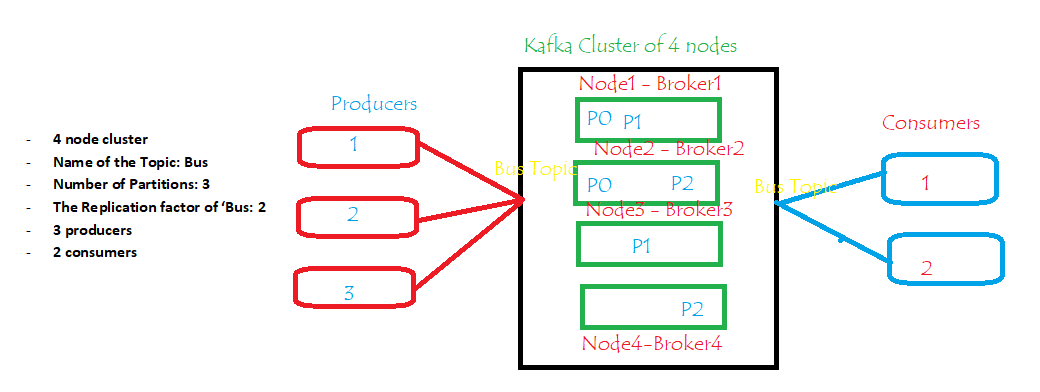 Kafka Cluster of 4 nodes
- 4 node cluster
- Name of the Topic: Bus
- Number of Partitions: 3
- The Replication factor of ‘Bus: 2
- 3 producers
- 2 consumers
Producers
1
2
3
Bus Topic
Node1 - Broker1
P0 P1
Node2 - Broker2
P0 P2
Node3 - Broker3
P1
P2
Node4-Broker4
Bus Topic
Consumers
1
2